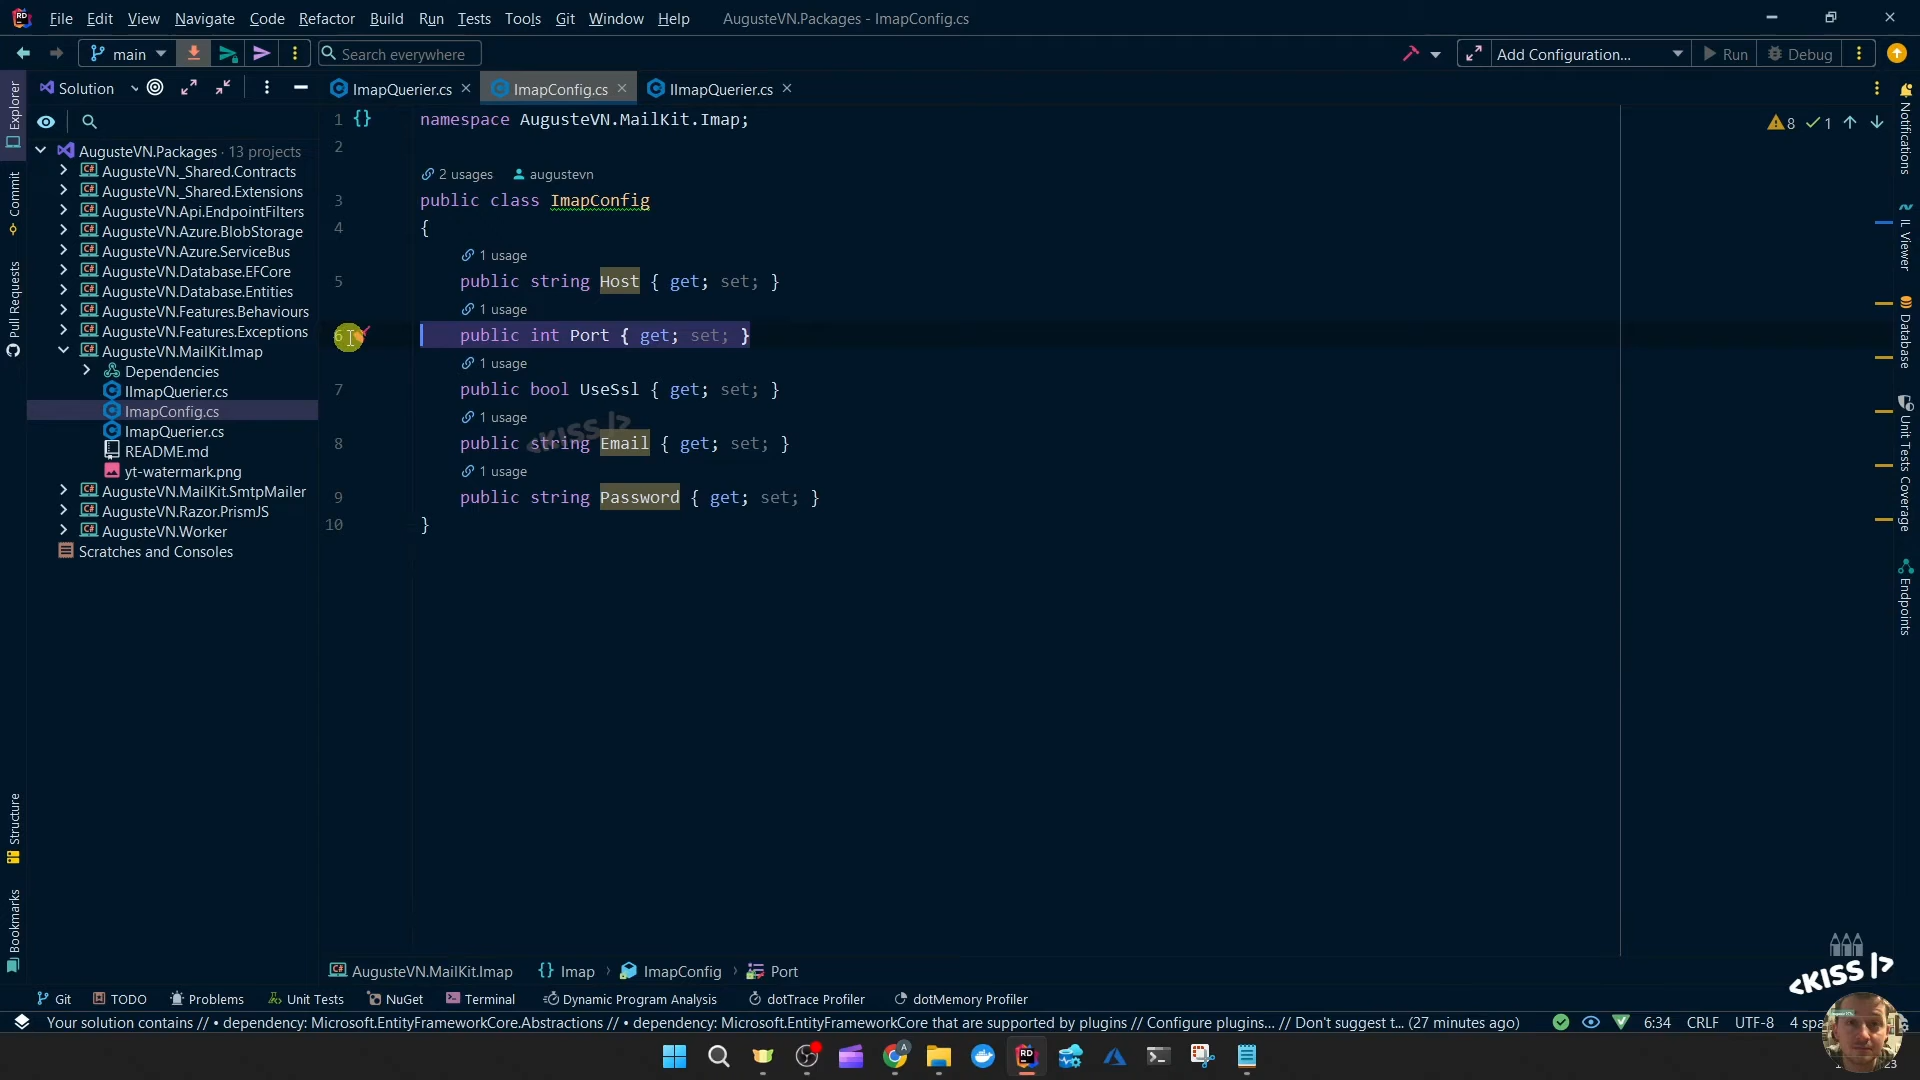 File Edit View Navigate Code Refactor Build Run Tests Tools Git Window Help AugusteVN.Packages - ImapConfig.cs
main Search everywhere Add Configuration... Run Debug
Solution ImapQuerier.cs ImapConfig.cs IImapQuerier.cs
Explorer
Commit
Pull Requests
Structure
Bookmarks
AugusteVN.Packages · 13 projects
AugusteVN._Shared.Contracts
AugusteVN._Shared.Extensions
AugusteVN.Api.EndpointFilters
AugusteVN.Azure.BlobStorage
AugusteVN.Azure.ServiceBus
AugusteVN.Database.EFCore
AugusteVN.Database.Entities
AugusteVN.Features.Behaviours
AugusteVN.Features.Exceptions
AugusteVN.MailKit.Imap
Dependencies
IImapQuerier.cs
ImapConfig.cs
ImapQuerier.cs
README.md
yt-watermark.png
AugusteVN.MailKit.SmtpMailer
AugusteVN.Razor.PrismJS
AugusteVN.Worker
Scratches and Consoles
1 {} namespace AugusteVN.MailKit.Imap;
2
2 usages augustevn
3 public class ImapConfig
4 {
1 usage
5 public string Host { get; set; }
1 usage
6 public int Port { get; set; }
1 usage
7 public bool UseSsl { get; set; }
1 usage
8 public string Email { get; set; }
1 usage
9 public string Password { get; set; }
10 }
<KISS />
8 1
Notifications
IL Viewer
Database
Unit Tests Coverage
Endpoints
<KISS />
AugusteVN.MailKit.Imap {} Imap › ImapConfig › Port
Git TODO Problems Unit Tests NuGet Terminal Dynamic Program Analysis dotTrace Profiler dotMemory Profiler
Your solution contains // • dependency: Microsoft.EntityFrameworkCore.Abstractions // • dependency: Microsoft.EntityFrameworkCore that are supported by plugins // Configure plugins... // Don't suggest t... (27 minutes ago) 6:34 CRLF UTF-8